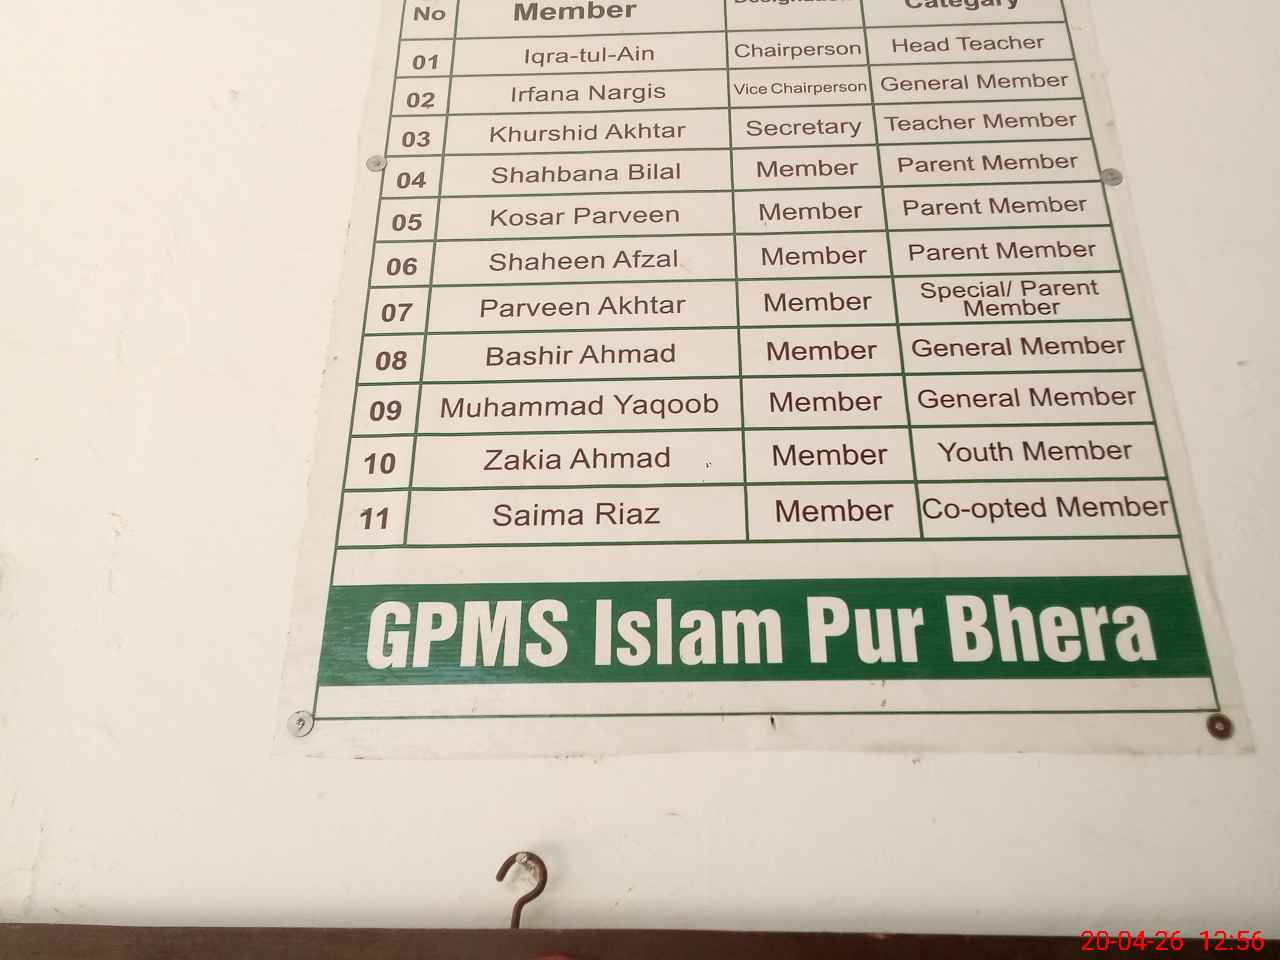 No Member Designation Categary
01 Iqra-tul-Ain Chairperson Head Teacher
02 Irfana Nargis Vice Chairperson General Member
03 Khurshid Akhtar Secretary Teacher Member
04 Shahbana Bilal Member Parent Member
05 Kosar Parveen Member Parent Member
06 Shaheen Afzal Member Parent Member
07 Parveen Akhtar Member Special/ Parent
Member
08 Bashir Ahmad Member General Member
09 Muhammad Yaqoob Member General Member
10 Zakia Ahmad Member Youth Member
11 Saima Riaz Member Co-opted Member
GPMS Islam Pur Bhera
20-04-26 12:56